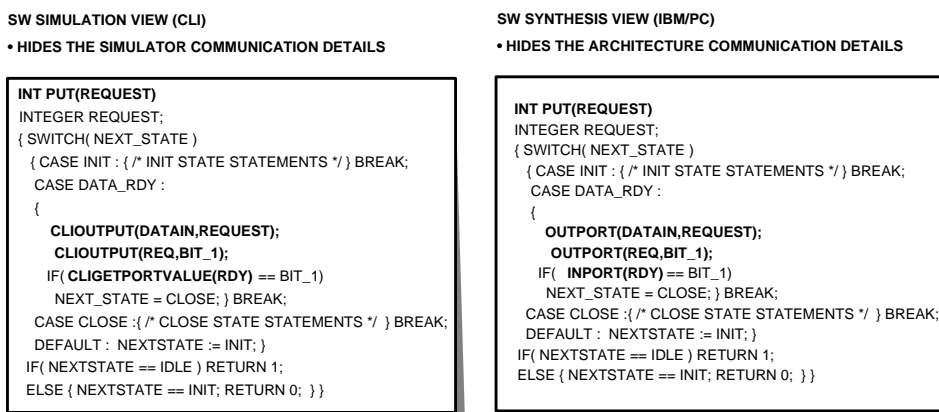 SW SIMULATION VIEW (CLI)
• HIDES THE SIMULATOR COMMUNICATION DETAILS
INT PUT(REQUEST)
INTEGER REQUEST;
{ SWITCH( NEXT_STATE )
{ CASE INIT : { /* INIT STATE STATEMENTS */ } BREAK;
CASE DATA_RDY :
{
CLIOUTPUT(DATAIN,REQUEST);
CLIOUTPUT(REQ,BIT_1);
IF( CLIGETPORTVALUE(RDY) == BIT_1)
NEXT_STATE = CLOSE; } BREAK;
CASE CLOSE :{ /* CLOSE STATE STATEMENTS */ } BREAK;
DEFAULT : NEXTSTATE := INIT; }
IF( NEXTSTATE == IDLE ) RETURN 1;
ELSE { NEXTSTATE == INIT; RETURN 0; } }
SW SYNTHESIS VIEW (IBM/PC)
• HIDES THE ARCHITECTURE COMMUNICATION DETAILS
INT PUT(REQUEST)
INTEGER REQUEST;
{ SWITCH( NEXT_STATE )
{ CASE INIT : { /* INIT STATE STATEMENTS */ } BREAK;
CASE DATA_RDY :
{
OUTPORT(DATAIN,REQUEST);
OUTPORT(REQ,BIT_1);
IF( INPORT(RDY) == BIT_1)
NEXT_STATE = CLOSE; } BREAK;
CASE CLOSE :{ /* CLOSE STATE STATEMENTS */ } BREAK;
DEFAULT : NEXTSTATE := INIT; }
IF( NEXTSTATE == IDLE ) RETURN 1;
ELSE { NEXTSTATE == INIT; RETURN 0; } }